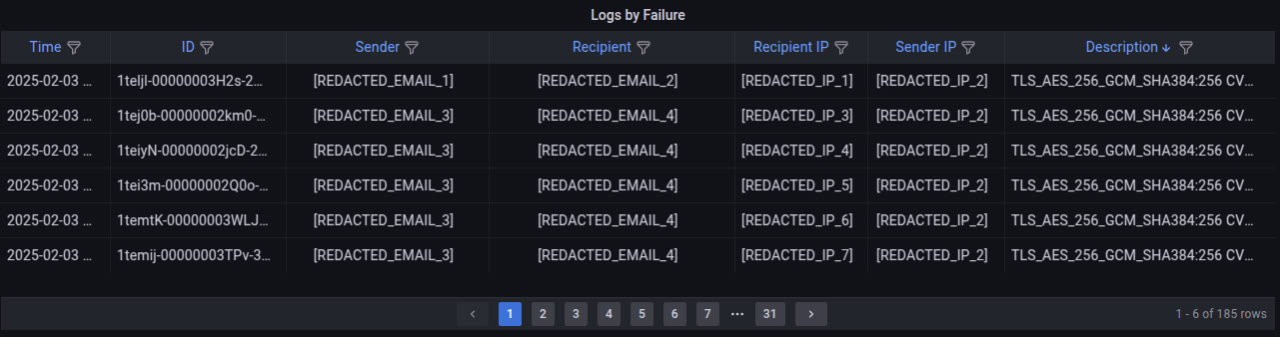 Logs by Failure
Time ID Sender Recipient Recipient IP Sender IP Description
2025-02-03 ... 1teljl-00000003H2s-2... [REDACTED_EMAIL_1] [REDACTED_EMAIL_2] [REDACTED_IP_1] [REDACTED_IP_2] TLS_AES_256_GCM_SHA384:256 CV...
2025-02-03 ... 1tej0b-00000002km0-... [REDACTED_EMAIL_3] [REDACTED_EMAIL_4] [REDACTED_IP_3] [REDACTED_IP_2] TLS_AES_256_GCM_SHA384:256 CV...
2025-02-03 ... 1teiyN-00000002jcD-2... [REDACTED_EMAIL_3] [REDACTED_EMAIL_4] [REDACTED_IP_4] [REDACTED_IP_2] TLS_AES_256_GCM_SHA384:256 CV...
2025-02-03 ... 1tei3m-00000002Q0o-... [REDACTED_EMAIL_3] [REDACTED_EMAIL_4] [REDACTED_IP_5] [REDACTED_IP_2] TLS_AES_256_GCM_SHA384:256 CV...
2025-02-03 ... 1temtK-00000003WLJ... [REDACTED_EMAIL_3] [REDACTED_EMAIL_4] [REDACTED_IP_6] [REDACTED_IP_2] TLS_AES_256_GCM_SHA384:256 CV...
2025-02-03 ... 1temij-00000003TPv-3... [REDACTED_EMAIL_3] [REDACTED_EMAIL_4] [REDACTED_IP_7] [REDACTED_IP_2] TLS_AES_256_GCM_SHA384:256 CV...
1 2 3 4 5 6 7 ... 31 1 - 6 of 185 rows